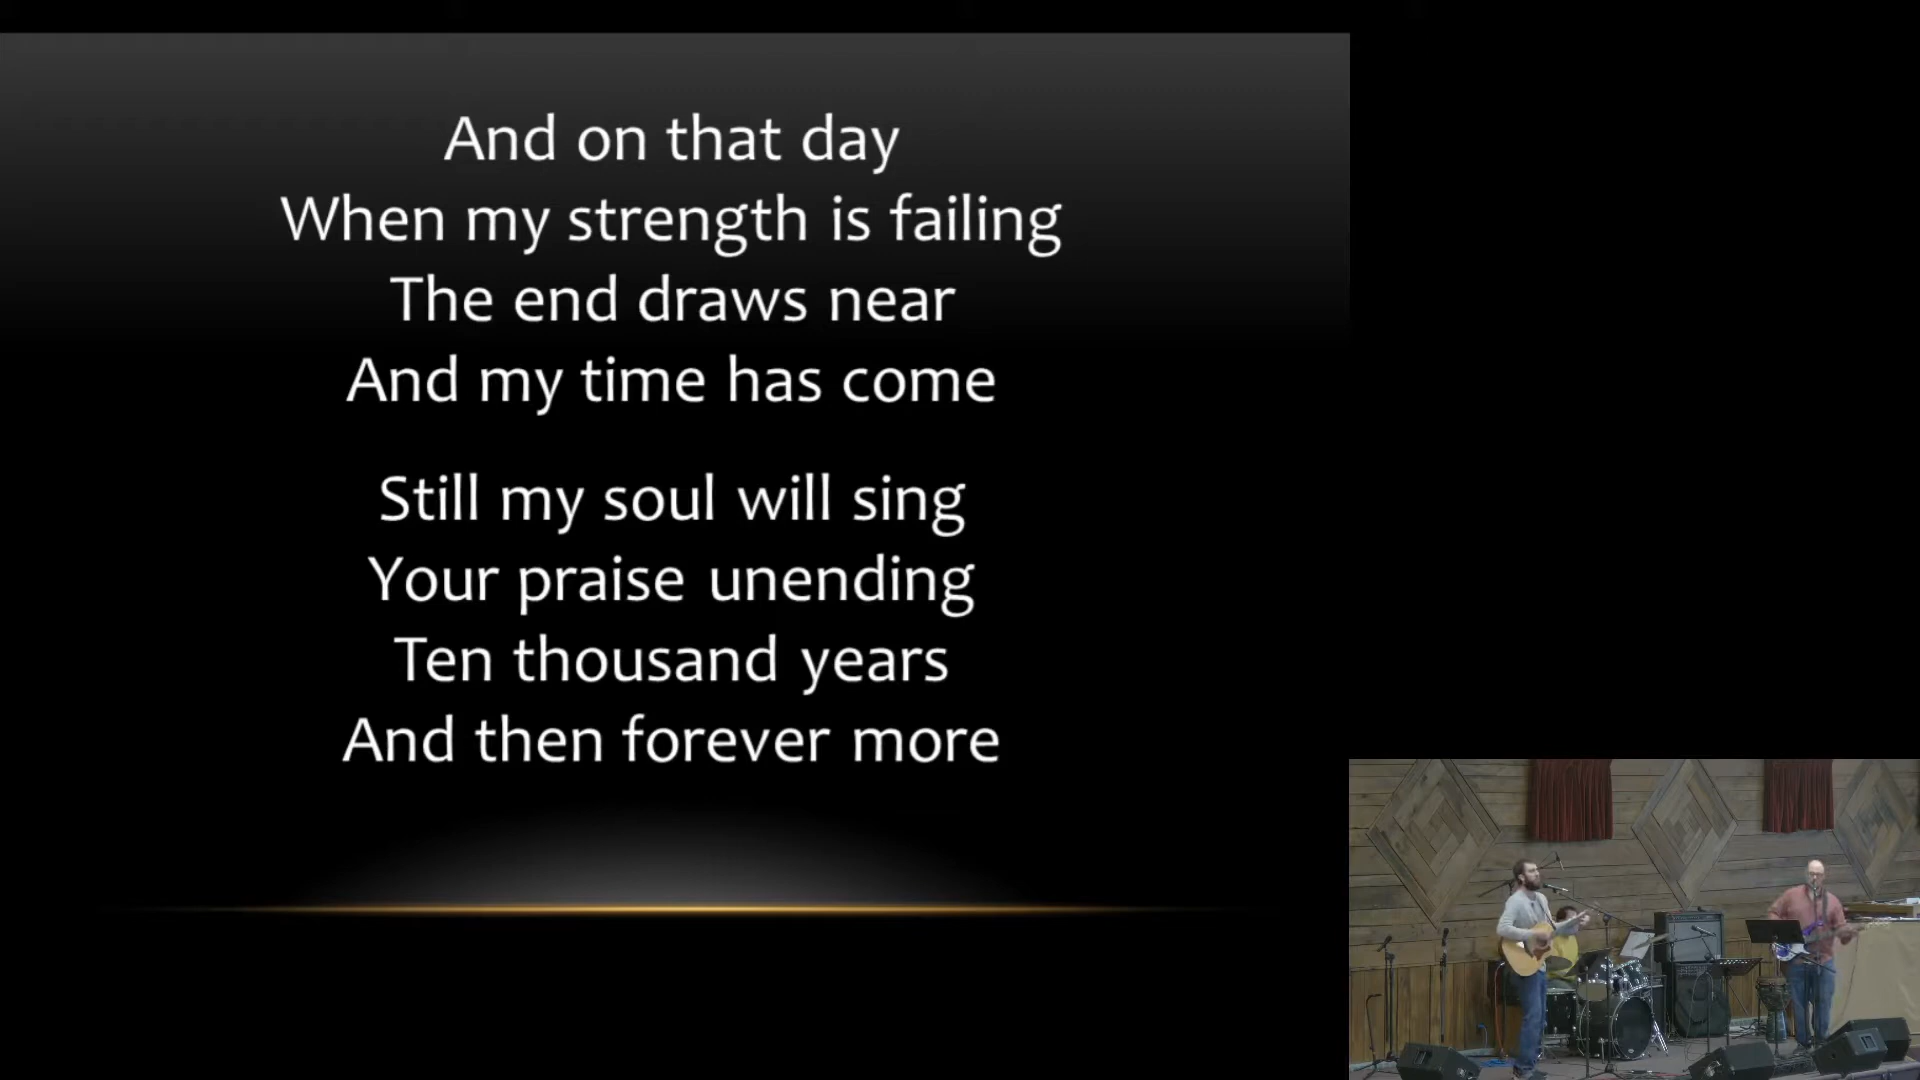 And on that day
When my strength is failing
The end draws near
And my time has come
Still my soul will sing
Your praise unending
Ten thousand years
And then forever more